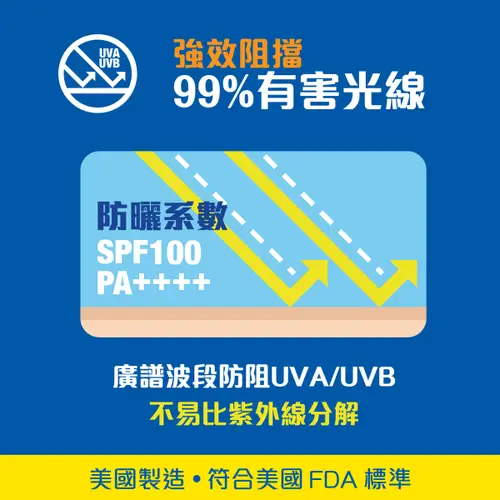 UVA
UVB
強效阻擋
99%有害光線
防曬系數
SPF100
PA++++
廣譜波段防阻UVA/UVB
不易比紫外線分解
美國製造•符合美國 FDA 標準